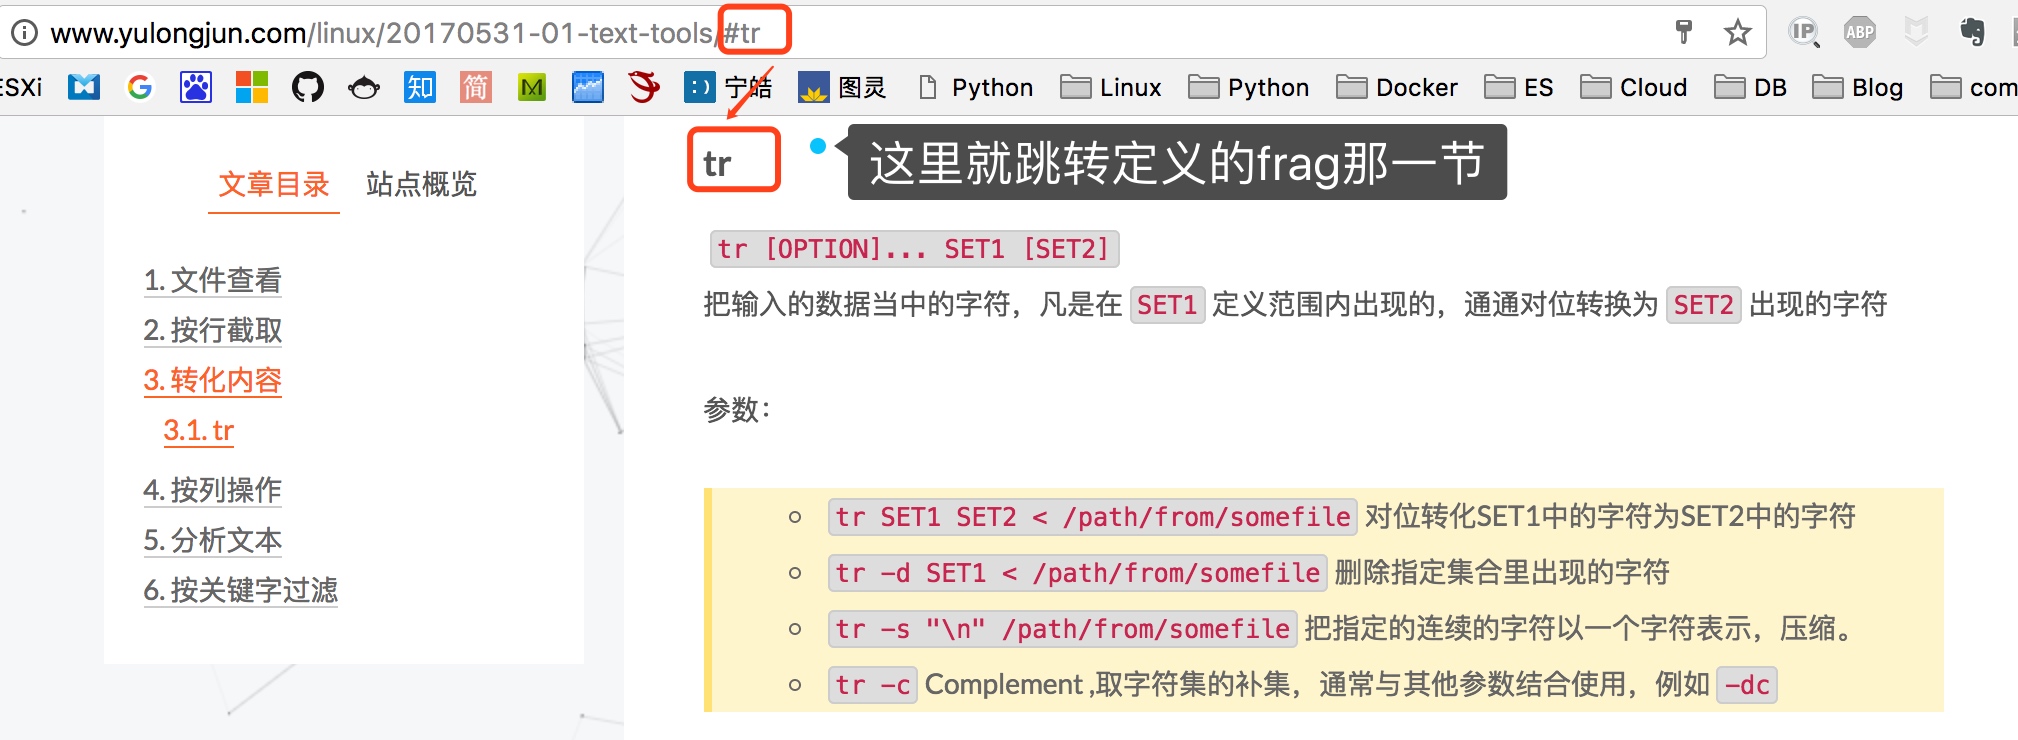 www.yulongjun.com/linux/20170531-01-text-tools/#tr
IP
ABP
ESXi
知
简
M
:)
宁皓
图灵
Python
Linux
Python
Docker
ES
Cloud
DB
Blog
com
文章目录 站点概览
1. 文件查看
2. 按行截取
3. 转化内容
3.1. tr
4. 按列操作
5. 分析文本
6. 按关键字过滤
tr
这里就跳转定义的frag那一节
tr [OPTION]... SET1 [SET2]
把输入的数据当中的字符，凡是在 SET1 定义范围内出现的，通通对位转换为 SET2 出现的字符
参数：
tr SET1 SET2 < /path/from/somefile 对位转化SET1中的字符为SET2中的字符
tr -d SET1 < /path/from/somefile 删除指定集合里出现的字符
tr -s "\n" /path/from/somefile 把指定的连续的字符以一个字符表示，压缩。
tr -c Complement ,取字符集的补集，通常与其他参数结合使用，例如 -dc